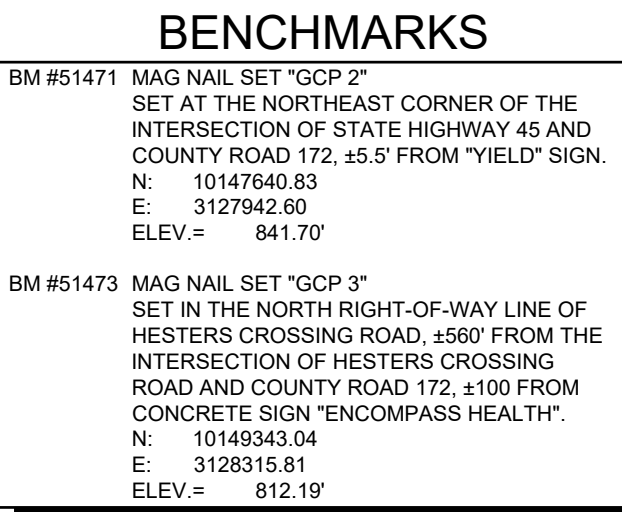 BENCHMARKS
BM #51471 MAG NAIL SET "GCP 2"
SET AT THE NORTHEAST CORNER OF THE
INTERSECTION OF STATE HIGHWAY 45 AND
COUNTY ROAD 172, ±5.5' FROM "YIELD" SIGN.
N: 10147640.83
E: 3127942.60
ELEV.= 841.70'
BM #51473 MAG NAIL SET "GCP 3"
SET IN THE NORTH RIGHT-OF-WAY LINE OF
HESTERS CROSSING ROAD, ±560' FROM THE
INTERSECTION OF HESTERS CROSSING
ROAD AND COUNTY ROAD 172, ±100 FROM
CONCRETE SIGN "ENCOMPASS HEALTH".
N: 10149343.04
E: 3128315.81
ELEV.= 812.19'